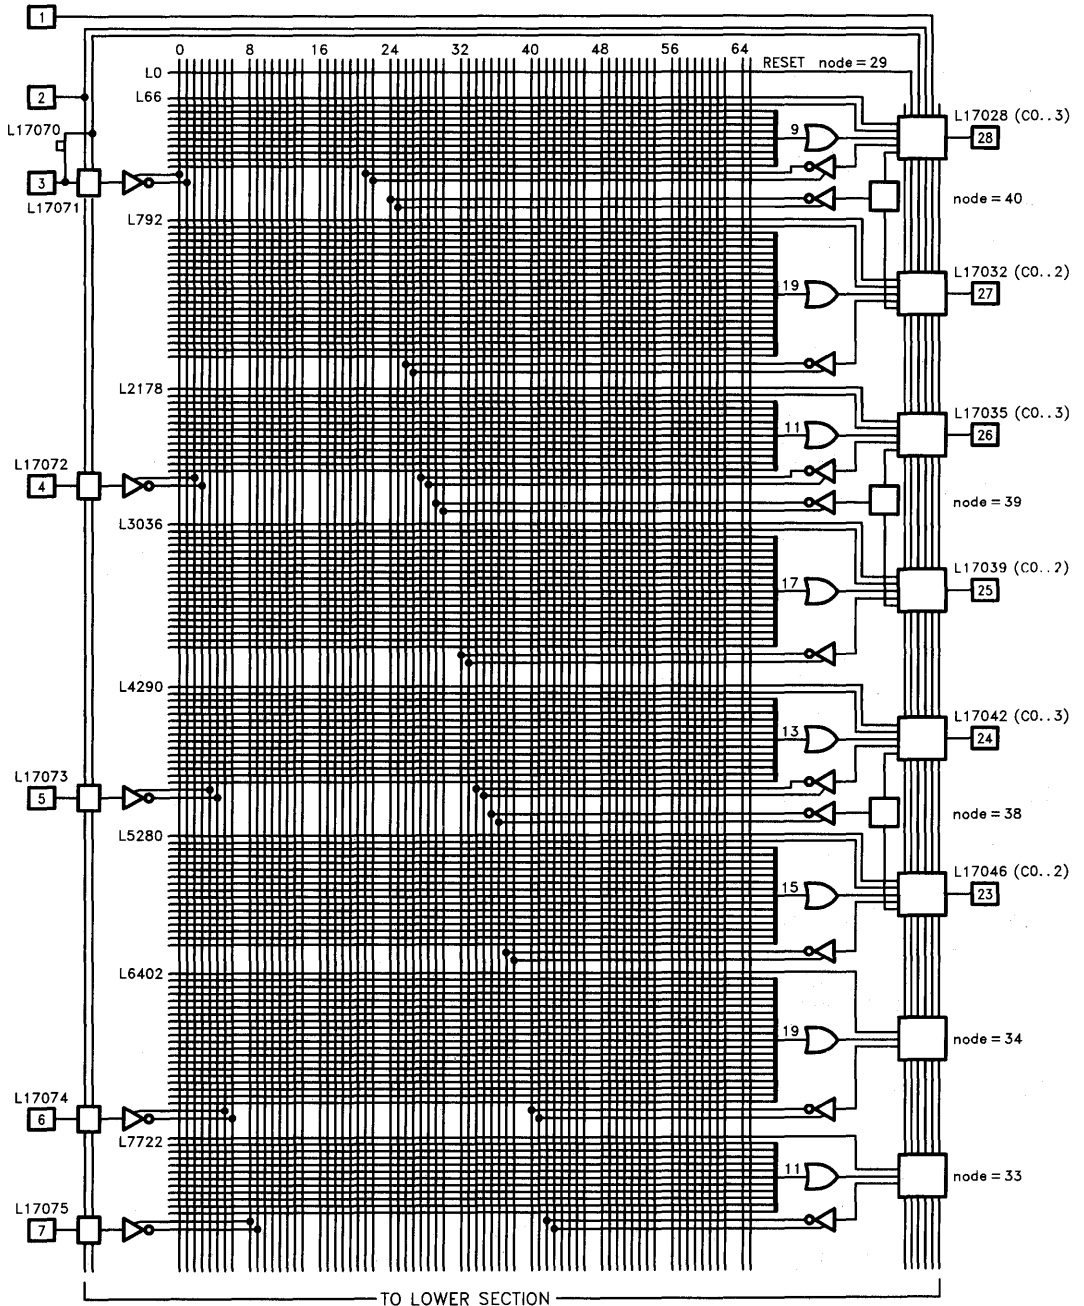 1
0 8 16 24 32 40 48 56 64
RESET node = 29
L0
L66
2
L17028 (C0..3)
9
28
L17070
3
L17071
node = 40
L792
L17032 (C0..2)
19
27
L2178
L17035 (C0..3)
11
26
L17072
4
node = 39
L3036
L17039 (C0..2)
17
25
L4290
L17042 (C0..3)
13
24
L17073
5
node = 38
L5280
L17046 (C0..2)
15
23
L6402
19
node = 34
L17074
6
L7722
11
node = 33
L17075
7
TO LOWER SECTION